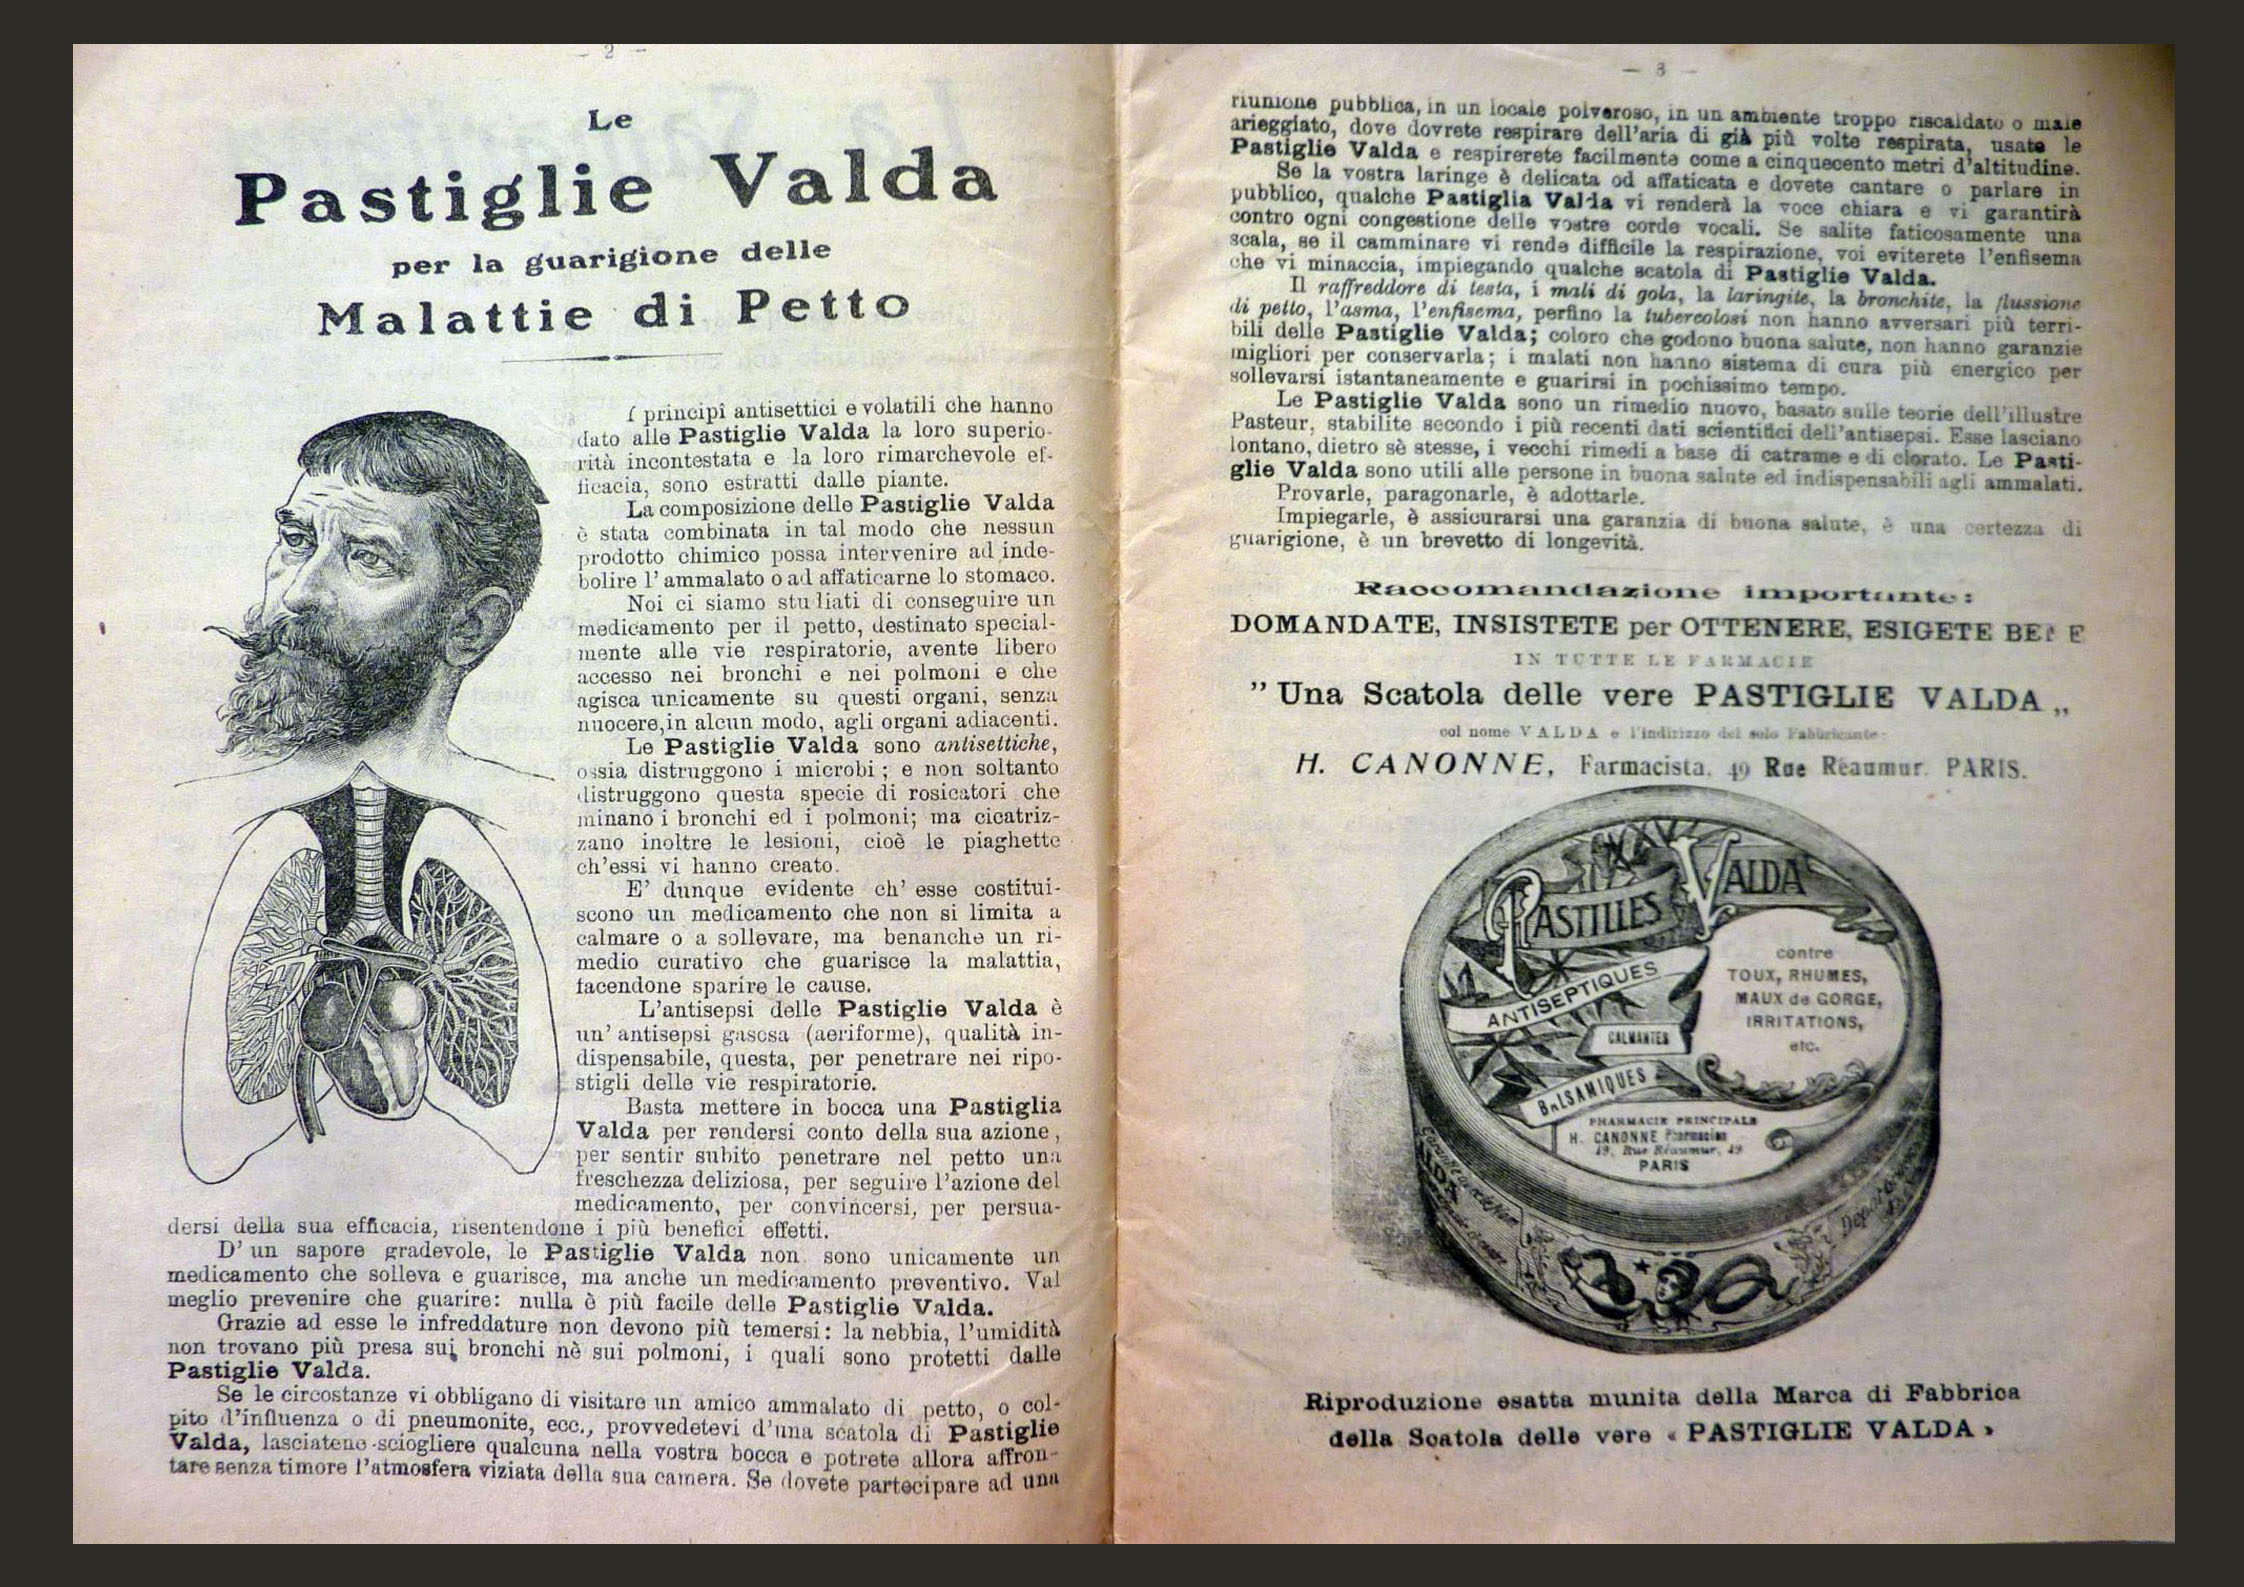 — 2 —
Le
Pastiglie Valda
per la guarigione delle
Malattie di Petto
I principî antisettici e volatili che hanno
dato alle Pastiglie Valda la loro superio-
rità incontestata e la loro rimarchevole ef-
ficacia, sono estratti dalle piante.
La composizione delle Pastiglie Valda
è stata combinata in tal modo che nessun
prodotto chimico possa intervenire ad inde-
bolire l'ammalato o ad affaticarne lo stomaco.
Noi ci siamo studiati di conseguire un
medicamento per il petto, destinato special-
mente alle vie respiratorie, avente libero
accesso nei bronchi e nei polmoni e che
agisca unicamente su questi organi, senza
nuocere, in alcun modo, agli organi adiacenti.
Le Pastiglie Valda sono antisettiche,
ossia distruggono i microbi; e non soltanto
distruggono questa specie di rosicatori che
minano i bronchi ed i polmoni; ma cicatriz-
zano inoltre le lesioni, cioè le piaghette
ch'essi vi hanno creato.
E' dunque evidente ch' esse costitui-
scono un medicamento che non si limita a
calmare o a sollevare, ma benanche un ri-
medio curativo che guarisce la malattia,
facendone sparire le cause.
L'antisepsi delle Pastiglie Valda è
un' antisepsi gasosa (aeriforme), qualità in-
dispensabile, questa, per penetrare nei ripo-
stigli delle vie respiratorie.
Basta mettere in bocca una Pastiglia
Valda per rendersi conto della sua azione,
per sentir subito penetrare nel petto una
freschezza deliziosa, per seguire l'azione del
medicamento, per convincersi, per persua-
dersi della sua efficacia, risentendone i più benefici effetti.
D' un sapore gradevole, le Pastiglie Valda non sono unicamente un
medicamento che solleva e guarisce, ma anche un medicamento preventivo. Val
meglio prevenire che guarire: nulla è più facile delle Pastiglie Valda.
Grazie ad esse le infreddature non devono più temersi: la nebbia, l'umidità
non trovano più presa sui bronchi nè sui polmoni, i quali sono protetti dalle
Pastiglie Valda.
Se le circostanze vi obbligano di visitare un amico ammalato di petto, o col-
pito d'influenza o di pneumonite, ecc., provvedetevi d'una scatola di Pastiglie
Valda, lasciatene sciogliere qualcuna nella vostra bocca e potrete allora affron-
tare senza timore l'atmosfera viziata della sua camera. Se dovete partecipare ad una
— 3 —
riunione pubblica, in un locale polveroso, in un ambiente troppo riscaldato o male
arieggiato, dove dovrete respirare dell'aria di già più volte respirata, usate le
Pastiglie Valda e respirerete facilmente come a cinquecento metri d'altitudine.
Se la vostra laringe è delicata od affaticata e dovete cantare o parlare in
pubblico, qualche Pastiglia Valda vi renderà la voce chiara e vi garantirà
contro ogni congestione delle vostre corde vocali. Se salite faticosamente una
scala, se il camminare vi rende difficile la respirazione, voi eviterete l'enfisema
che vi minaccia, impiegando qualche scatola di Pastiglie Valda.
Il raffreddore di testa, i mali di gola, la laringite, la bronchite, la flussione
di petto, l'asma, l'enfisema, perfino la tubercolosi non hanno avversari più terri-
bili delle Pastiglie Valda; coloro che godono buona salute, non hanno garanzie
migliori per conservarla; i malati non hanno sistema di cura più energico per
sollevarsi istantaneamente e guarirsi in pochissimo tempo.
Le Pastiglie Valda sono un rimedio nuovo, basato sulle teorie dell'illustre
Pasteur, stabilite secondo i più recenti dati scientifici dell'antisepsi. Esse lasciano
lontano, dietro sè stesse, i vecchi rimedi a base di catrame e di clorato. Le Pasti-
glie Valda sono utili alle persone in buona salute ed indispensabili agli ammalati.
Provarle, paragonarle, è adottarle.
Impiegarle, è assicurarsi una garanzia di buona salute, è una certezza di
guarigione, è un brevetto di longevità.
Raccomandazione importante:
DOMANDATE, INSISTETE per OTTENERE, ESIGETE BENE
IN TUTTE LE FARMACIE
" Una Scatola delle vere PASTIGLIE VALDA „
col nome VALDA e l'indirizzo del solo Fabbricante:
H. CANONNE, Farmacista, 49 Rue Réaumur. PARIS.
PASTILLES VALDA
ANTISEPTIQUES
CALMANTES
BALSAMIQUES
contre
TOUX, RHUMES,
MAUX de GORGE,
IRRITATIONS,
etc.
PHARMACIE PRINCIPALE
H. CANONNE Pharmacien
49, Rue Réaumur, 49
PARIS
Riproduzione esatta munita della Marca di Fabbrica
della Scatola delle vere « PASTIGLIE VALDA »